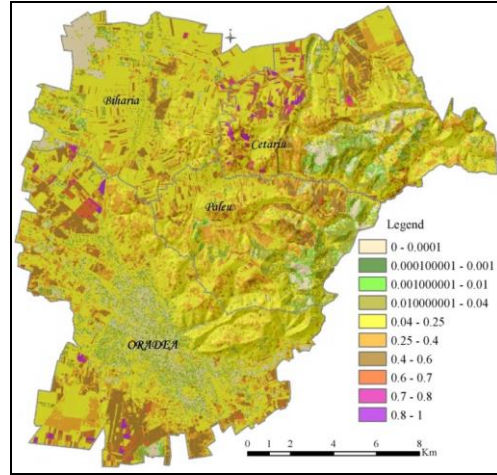 Biharia
Cetariu
Paleu
ORADEA
Legend
0 - 0.0001
0.000100001 - 0.001
0.001000001 - 0.01
0.010000001 - 0.04
0.04 - 0.25
0.25 - 0.4
0.4 - 0.6
0.6 - 0.7
0.7 - 0.8
0.8 - 1
0 1 2 4 6 8
Km